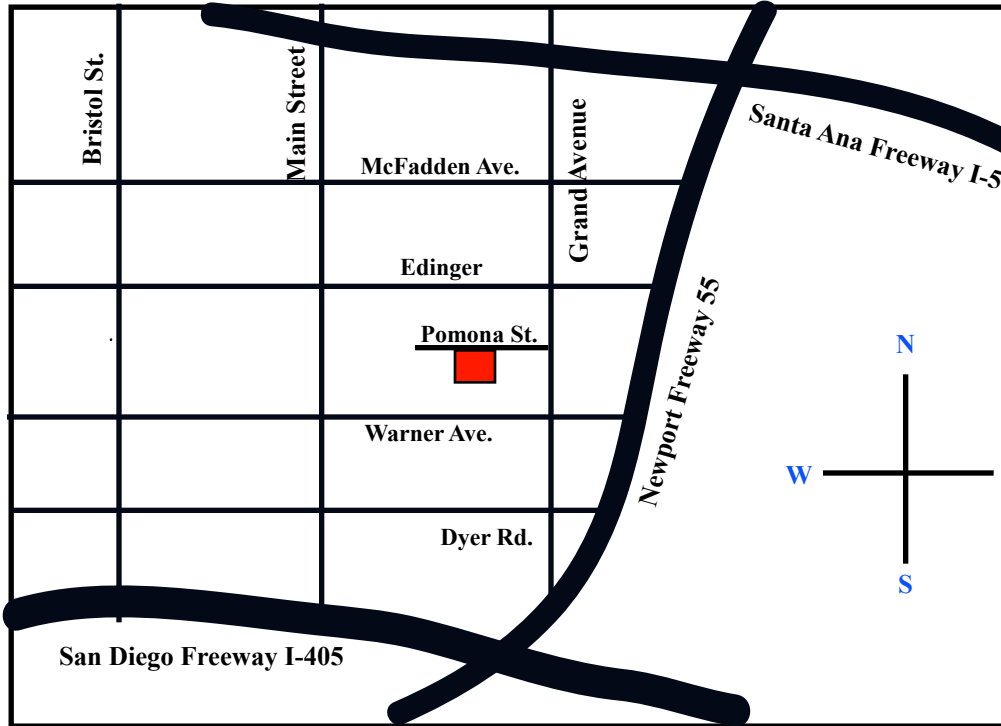 Bristol St.
Main Street
McFadden Ave.
Grand Avenue
Santa Ana Freeway I-5
Edinger
Pomona St.
Newport Freeway 55
N
Warner Ave.
W
Dyer Rd.
S
San Diego Freeway I-405